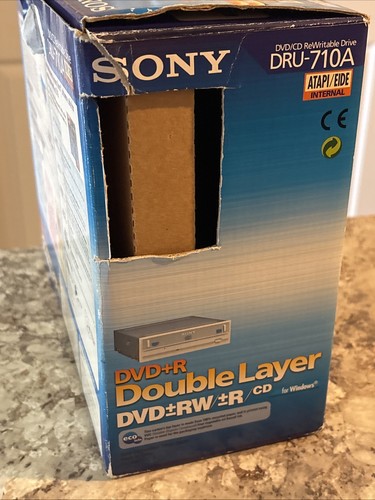 SONY
DVD/CD ReWritable Drive
DRU-710A
ATAPI/EIDE
INTERNAL
CE
DVD+R
Double Layer
DVD±RW/±R/CD for Windows®
eco